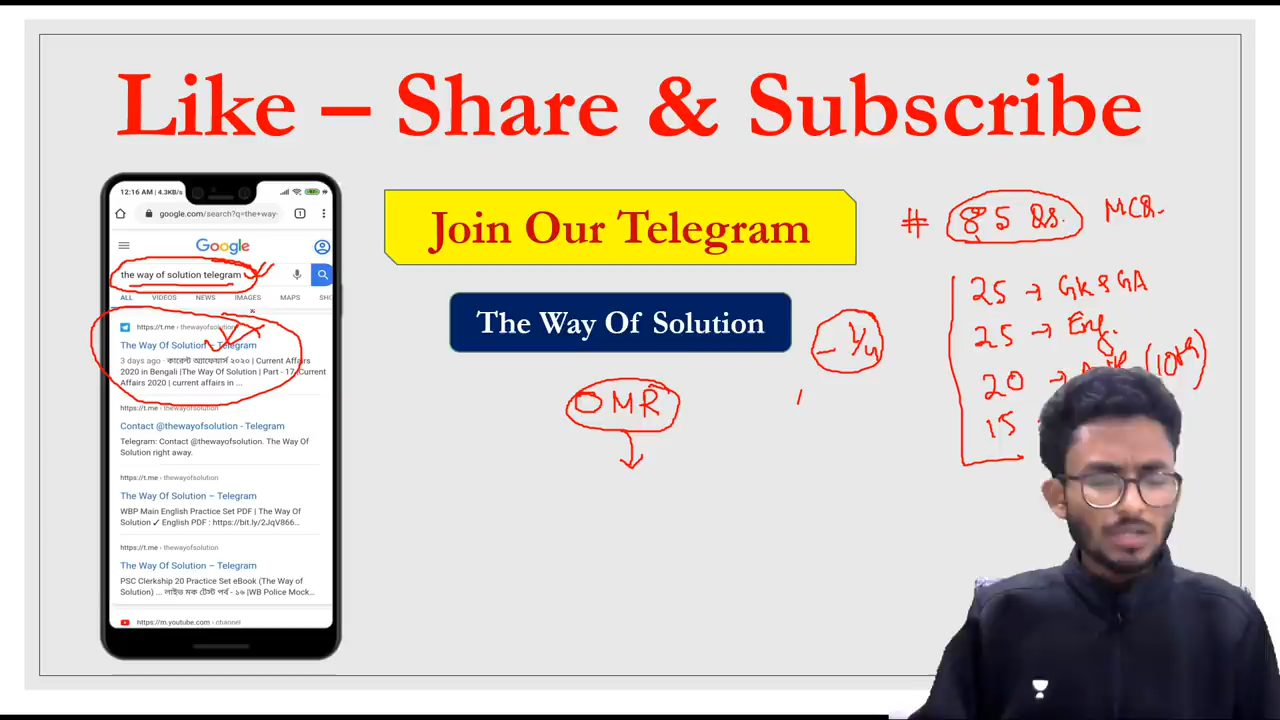 Like – Share & Subscribe
12:16 AM | 4.3KB/s
google.com/search?q=the+way-
1
Google
the way of solution telegram
ALL VIDEOS NEWS IMAGES MAPS SHO
https://t.me › thewayofsolution
The Way Of Solution – Telegram
3 days ago · কারেন্ট অ্যাফেয়ার্স ২০২০ | Current Affairs
2020 in Bengali |The Way Of Solution | Part - 17|Current
Affairs 2020 | current affairs in ...
https://t.me › thewayofsolution
Contact @thewayofsolution - Telegram
Telegram: Contact @thewayofsolution. The Way Of
Solution right away.
https://t.me › thewayofsolution
The Way Of Solution – Telegram
WBP Main English Practice Set PDF | The Way Of
Solution ✓ English PDF : https://bit.ly/2JqV866...
https://t.me › thewayofsolution
The Way Of Solution – Telegram
PSC Clerkship 20 Practice Set eBook (The Way of
Solution) ... লাইভ মক টেস্ট পর্ব - ১৬ |WB Police Mock...
https://m.youtube.com › channel
Join Our Telegram
The Way Of Solution
OMR
- 1/4
# 85 Qs. MCQ.
25 → GK & GA
25 → Eng.
20 →
15